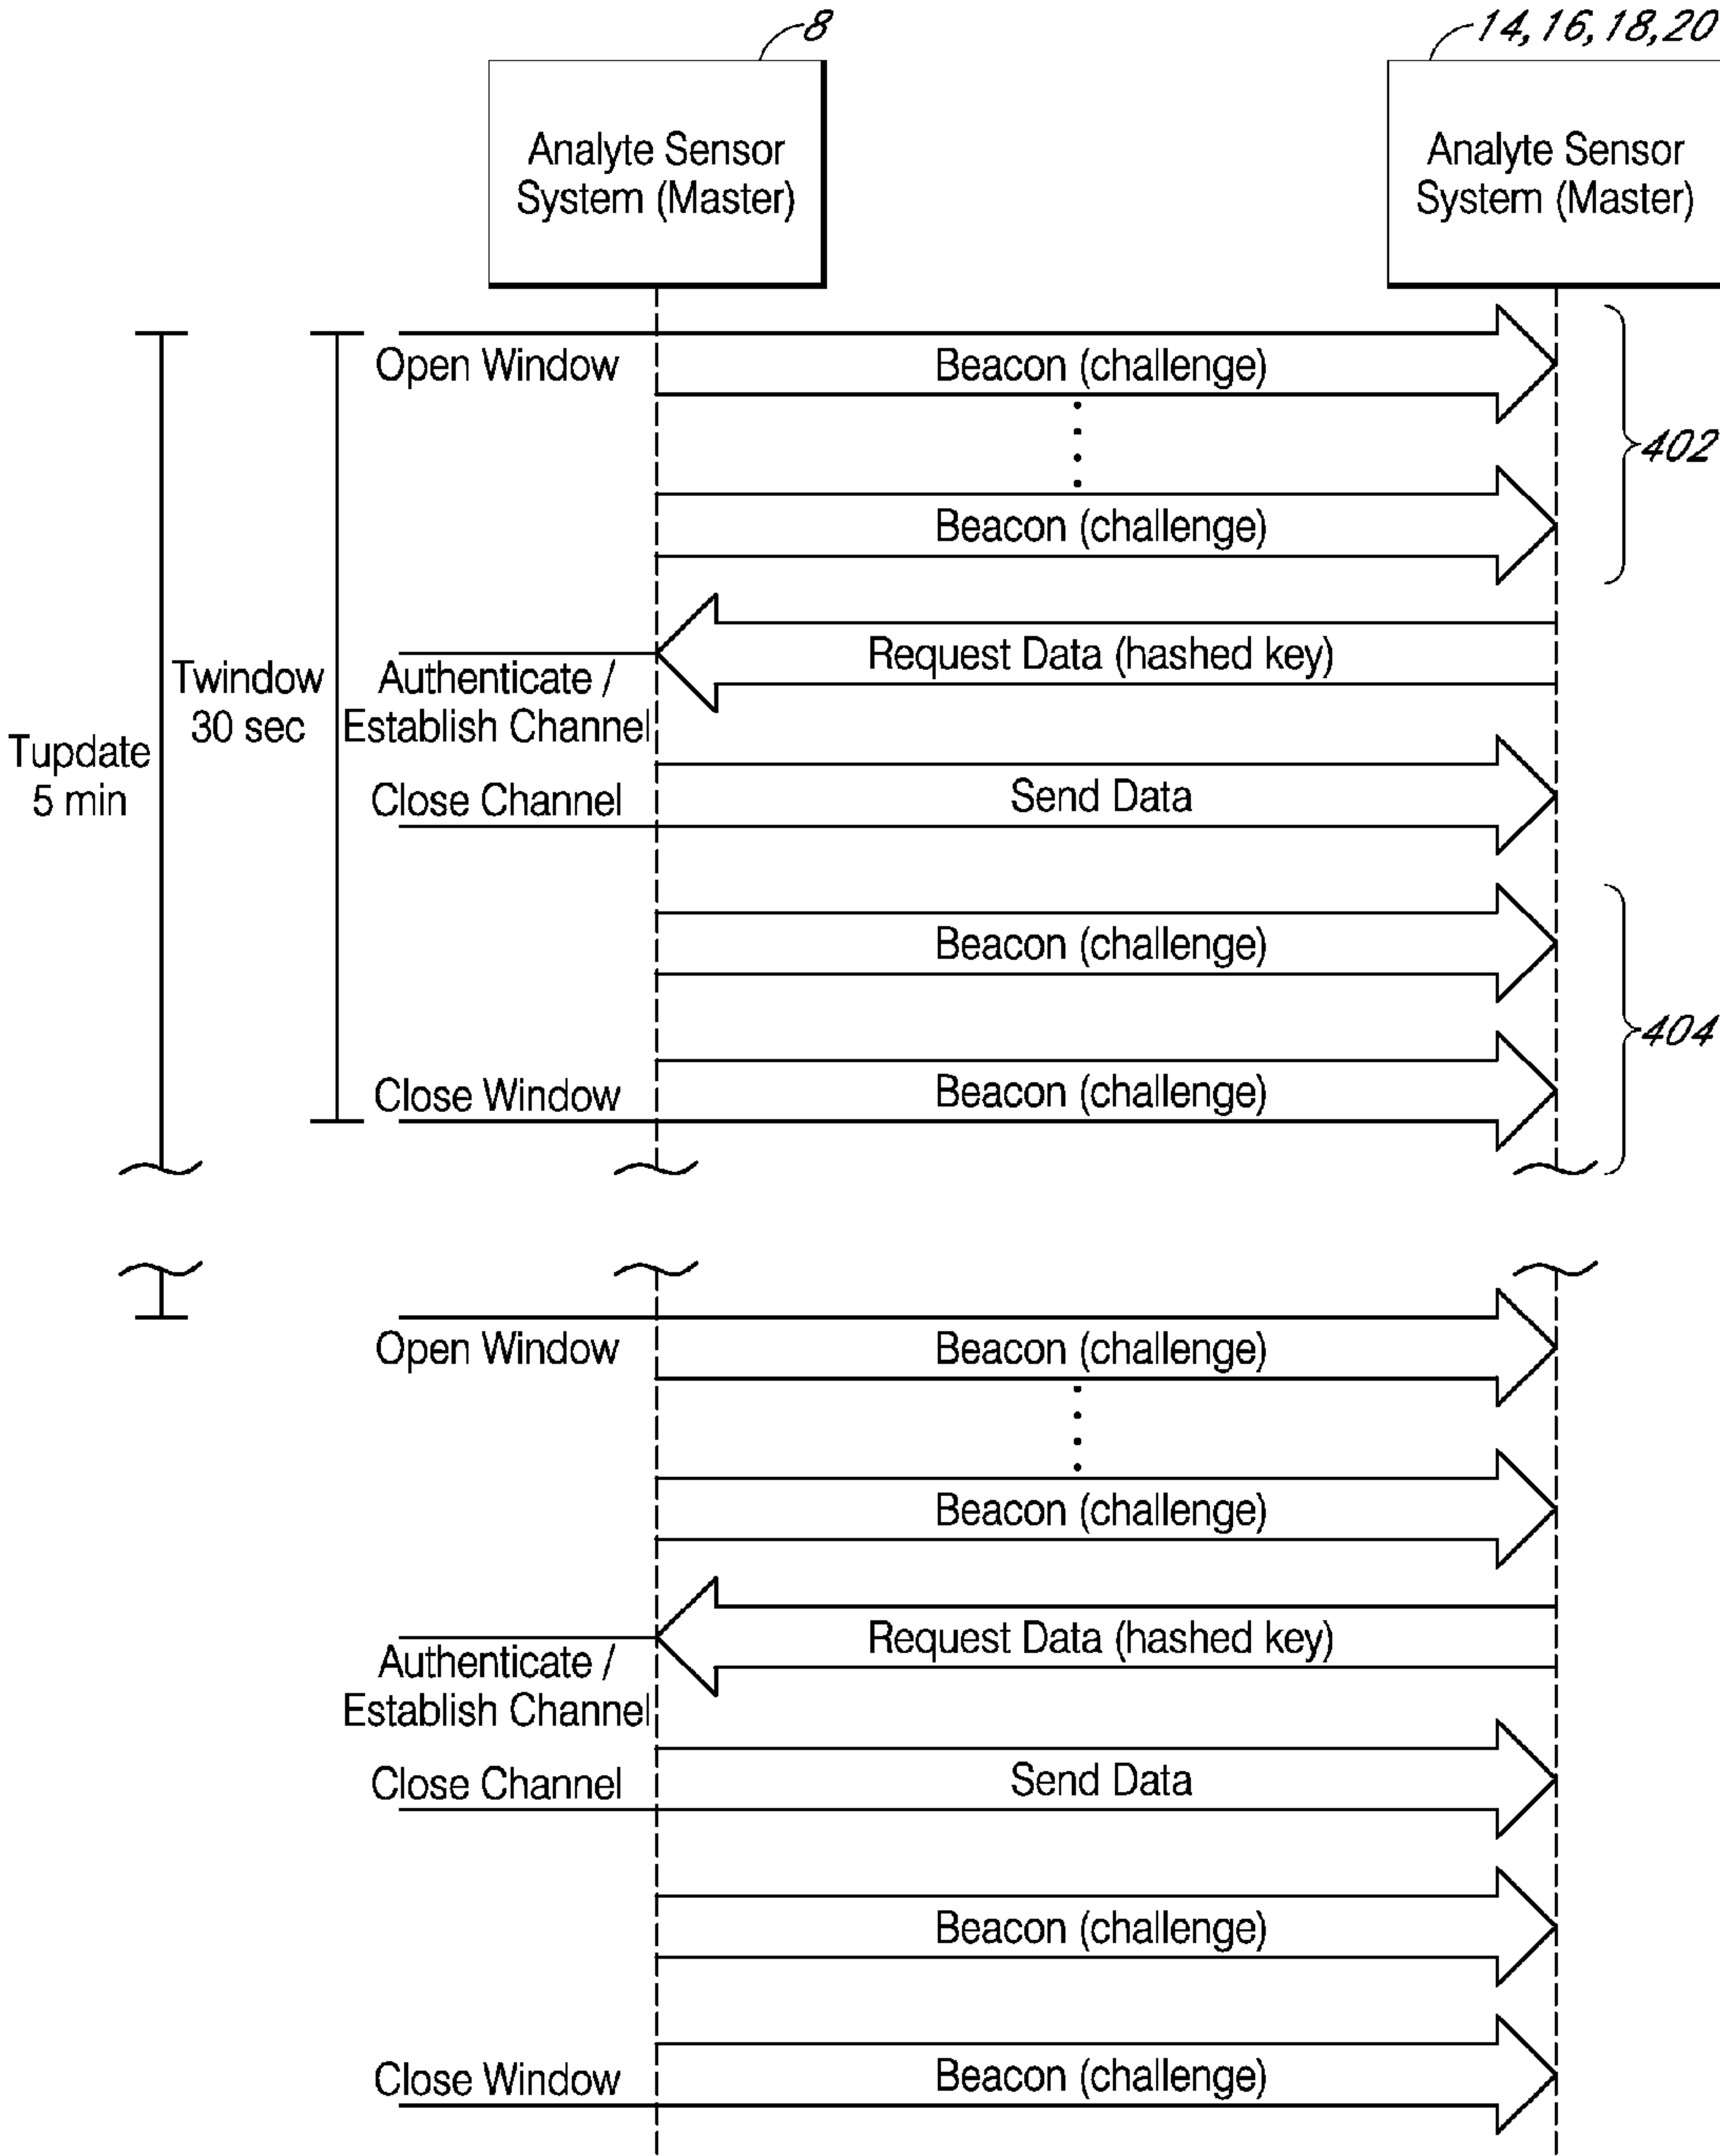 8
14, 16, 18, 20
Analyte Sensor
System (Master)
Analyte Sensor
System (Master)
Open Window
Beacon (challenge)
402
Beacon (challenge)
Request Data (hashed key)
Twindow
30 sec
Authenticate /
Establish Channel
Tupdate
5 min
Close Channel
Send Data
Beacon (challenge)
404
Close Window
Beacon (challenge)
Open Window
Beacon (challenge)
Beacon (challenge)
Request Data (hashed key)
Authenticate /
Establish Channel
Close Channel
Send Data
Beacon (challenge)
Close Window
Beacon (challenge)